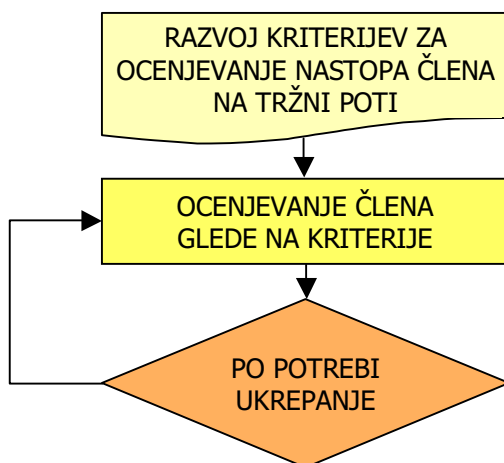 RAZVOJ KRITERIJEV ZA
OCENJEVANJE NASTOPA ČLENA
NA TRŽNI POTI
OCENJEVANJE ČLENA
GLEDE NA KRITERIJE
PO POTREBI
UKREPANJE